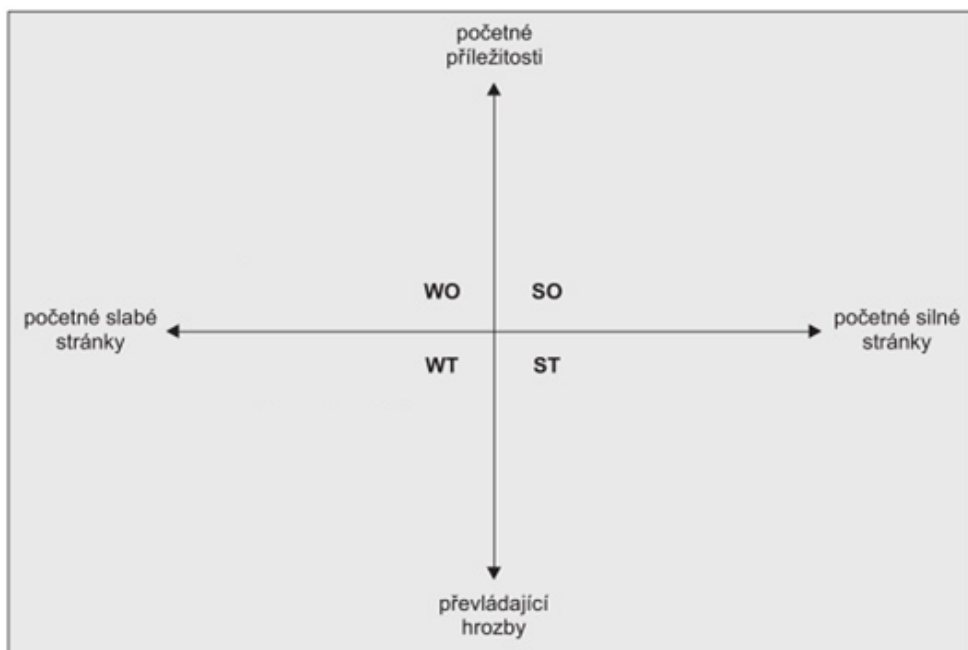 početné
příležitosti
WO
SO
početné slabé
stránky
početné silné
stránky
WT
ST
převládající
hrozby